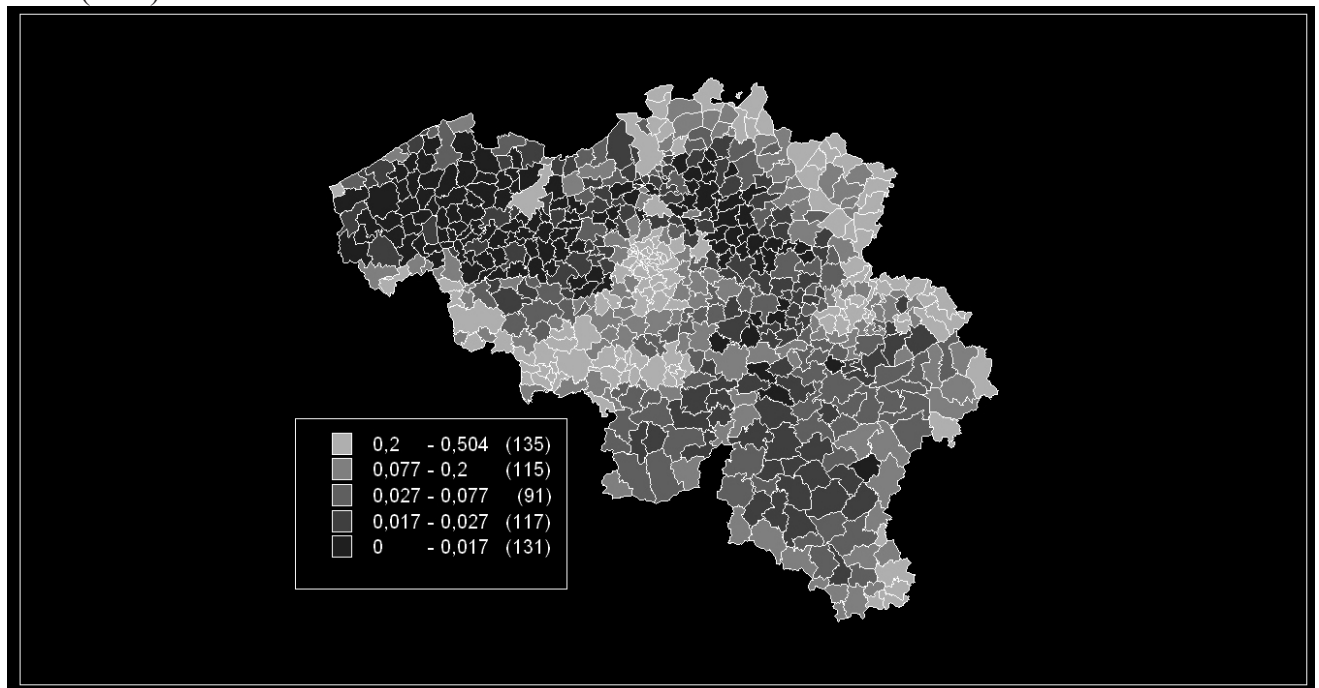 0,2 - 0,504 (135)
0,077 - 0,2 (115)
0,027 - 0,077 (91)
0,017 - 0,027 (117)
0 - 0,017 (131)